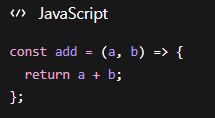 </> JavaScript
const add = (a, b) => {
  return a + b;
};